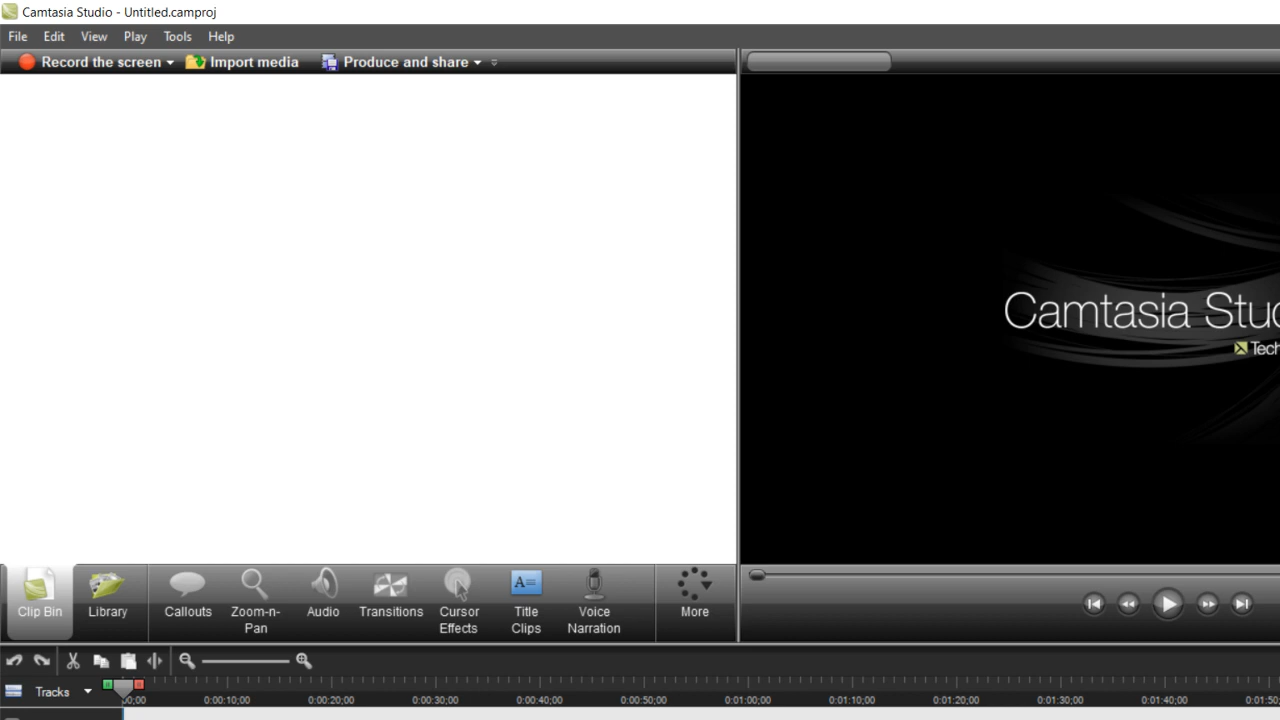 Camtasia Studio - Untitled.camproj
File Edit View Play Tools Help
Record the screen Import media Produce and share
Camtasia Stud
Tech
Clip Bin Library Callouts Zoom-n-Pan Audio Transitions Cursor Effects Title Clips Voice Narration More
Tracks
0:00:10;00 0:00:20;00 0:00:30;00 0:00:40;00 0:00:50;00 0:01:00;00 0:01:10;00 0:01:20;00 0:01:30;00 0:01:40;00